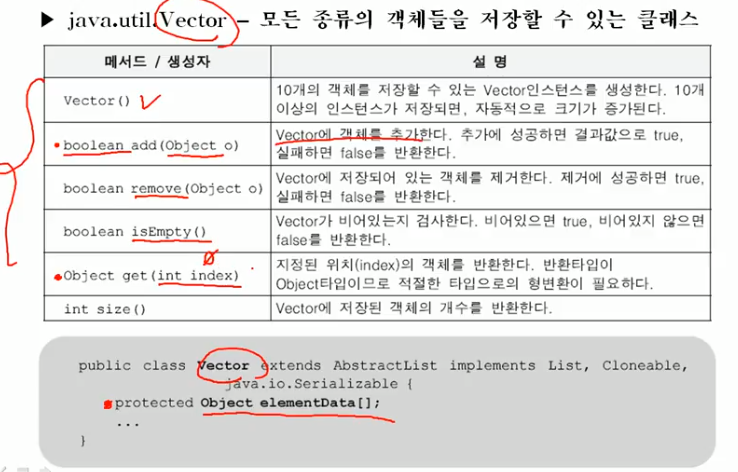 ▶ java.util.Vector – 모든 종류의 객체들을 저장할 수 있는 클래스
메서드 / 생성자 설 명
Vector() 10개의 객체를 저장할 수 있는 Vector인스턴스를 생성한다. 10개
이상의 인스턴스가 저장되면, 자동적으로 크기가 증가된다.
boolean add(Object o) Vector에 객체를 추가한다. 추가에 성공하면 결과값으로 true,
실패하면 false를 반환한다.
boolean remove(Object o) Vector에 저장되어 있는 객체를 제거한다. 제거에 성공하면 true,
실패하면 false를 반환한다.
boolean isEmpty() Vector가 비어있는지 검사한다. 비어있으면 true, 비어있지 않으면
false를 반환한다.
0
Object get(int index) 지정된 위치(index)의 객체를 반환한다. 반환타입이
Object타입이므로 적절한 타입으로의 형변환이 필요하다.
int size() Vector에 저장된 객체의 개수를 반환한다.
public class Vector extends AbstractList implements List, Cloneable,
java.io.Serializable {
protected Object elementData[];
...
}